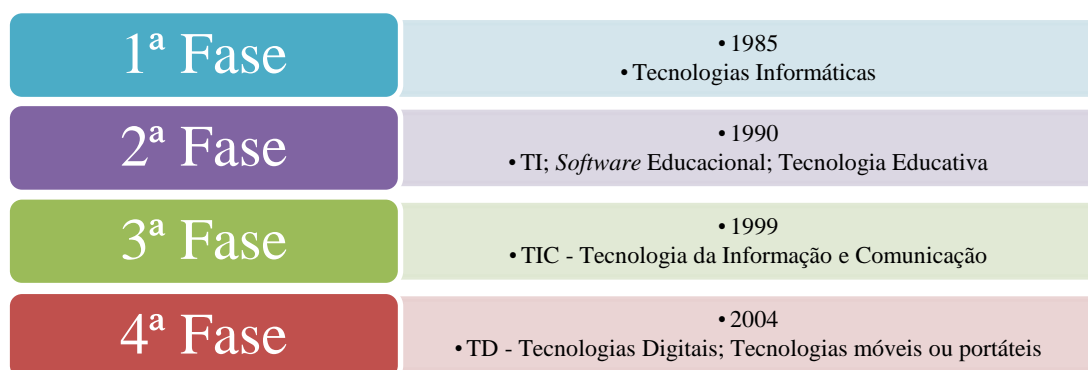 1ª Fase
• 1985
• Tecnologias Informáticas
2ª Fase
• 1990
• TI; Software Educacional; Tecnologia Educativa
3ª Fase
• 1999
• TIC - Tecnologia da Informação e Comunicação
4ª Fase
• 2004
• TD - Tecnologias Digitais; Tecnologias móveis ou portáteis